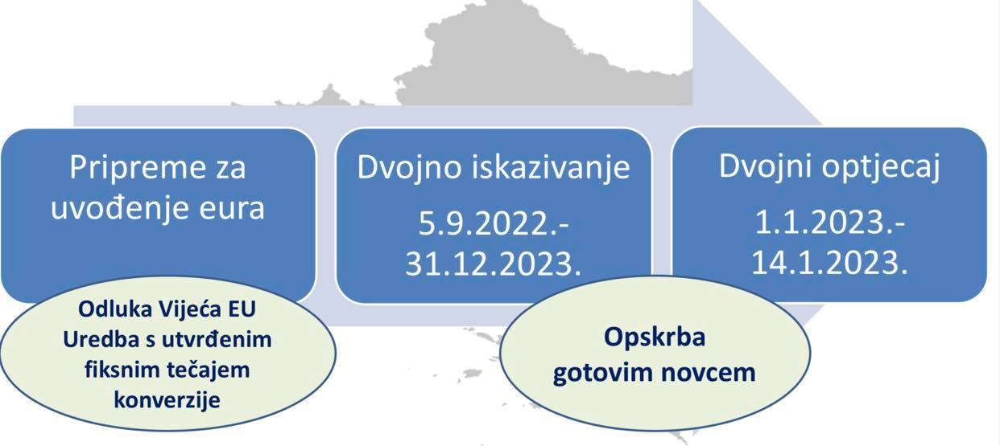 Pripreme za
uvođenje eura
Dvojno iskazivanje
5.9.2022.-
31.12.2023.
Dvojni optjecaj
1.1.2023.-
14.1.2023.
Odluka Vijeća EU
Uredba s utvrđenim
fiksnim tečajem
konverzije
Opskrba
gotovim novcem